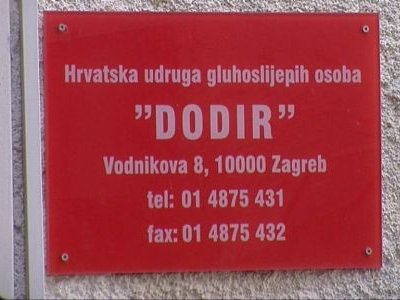 Hrvatska udruga gluhoslijepih osoba
"DODIR"
Vodnikova 8, 10000 Zagreb
tel: 01 4875 431
fax: 01 4875 432